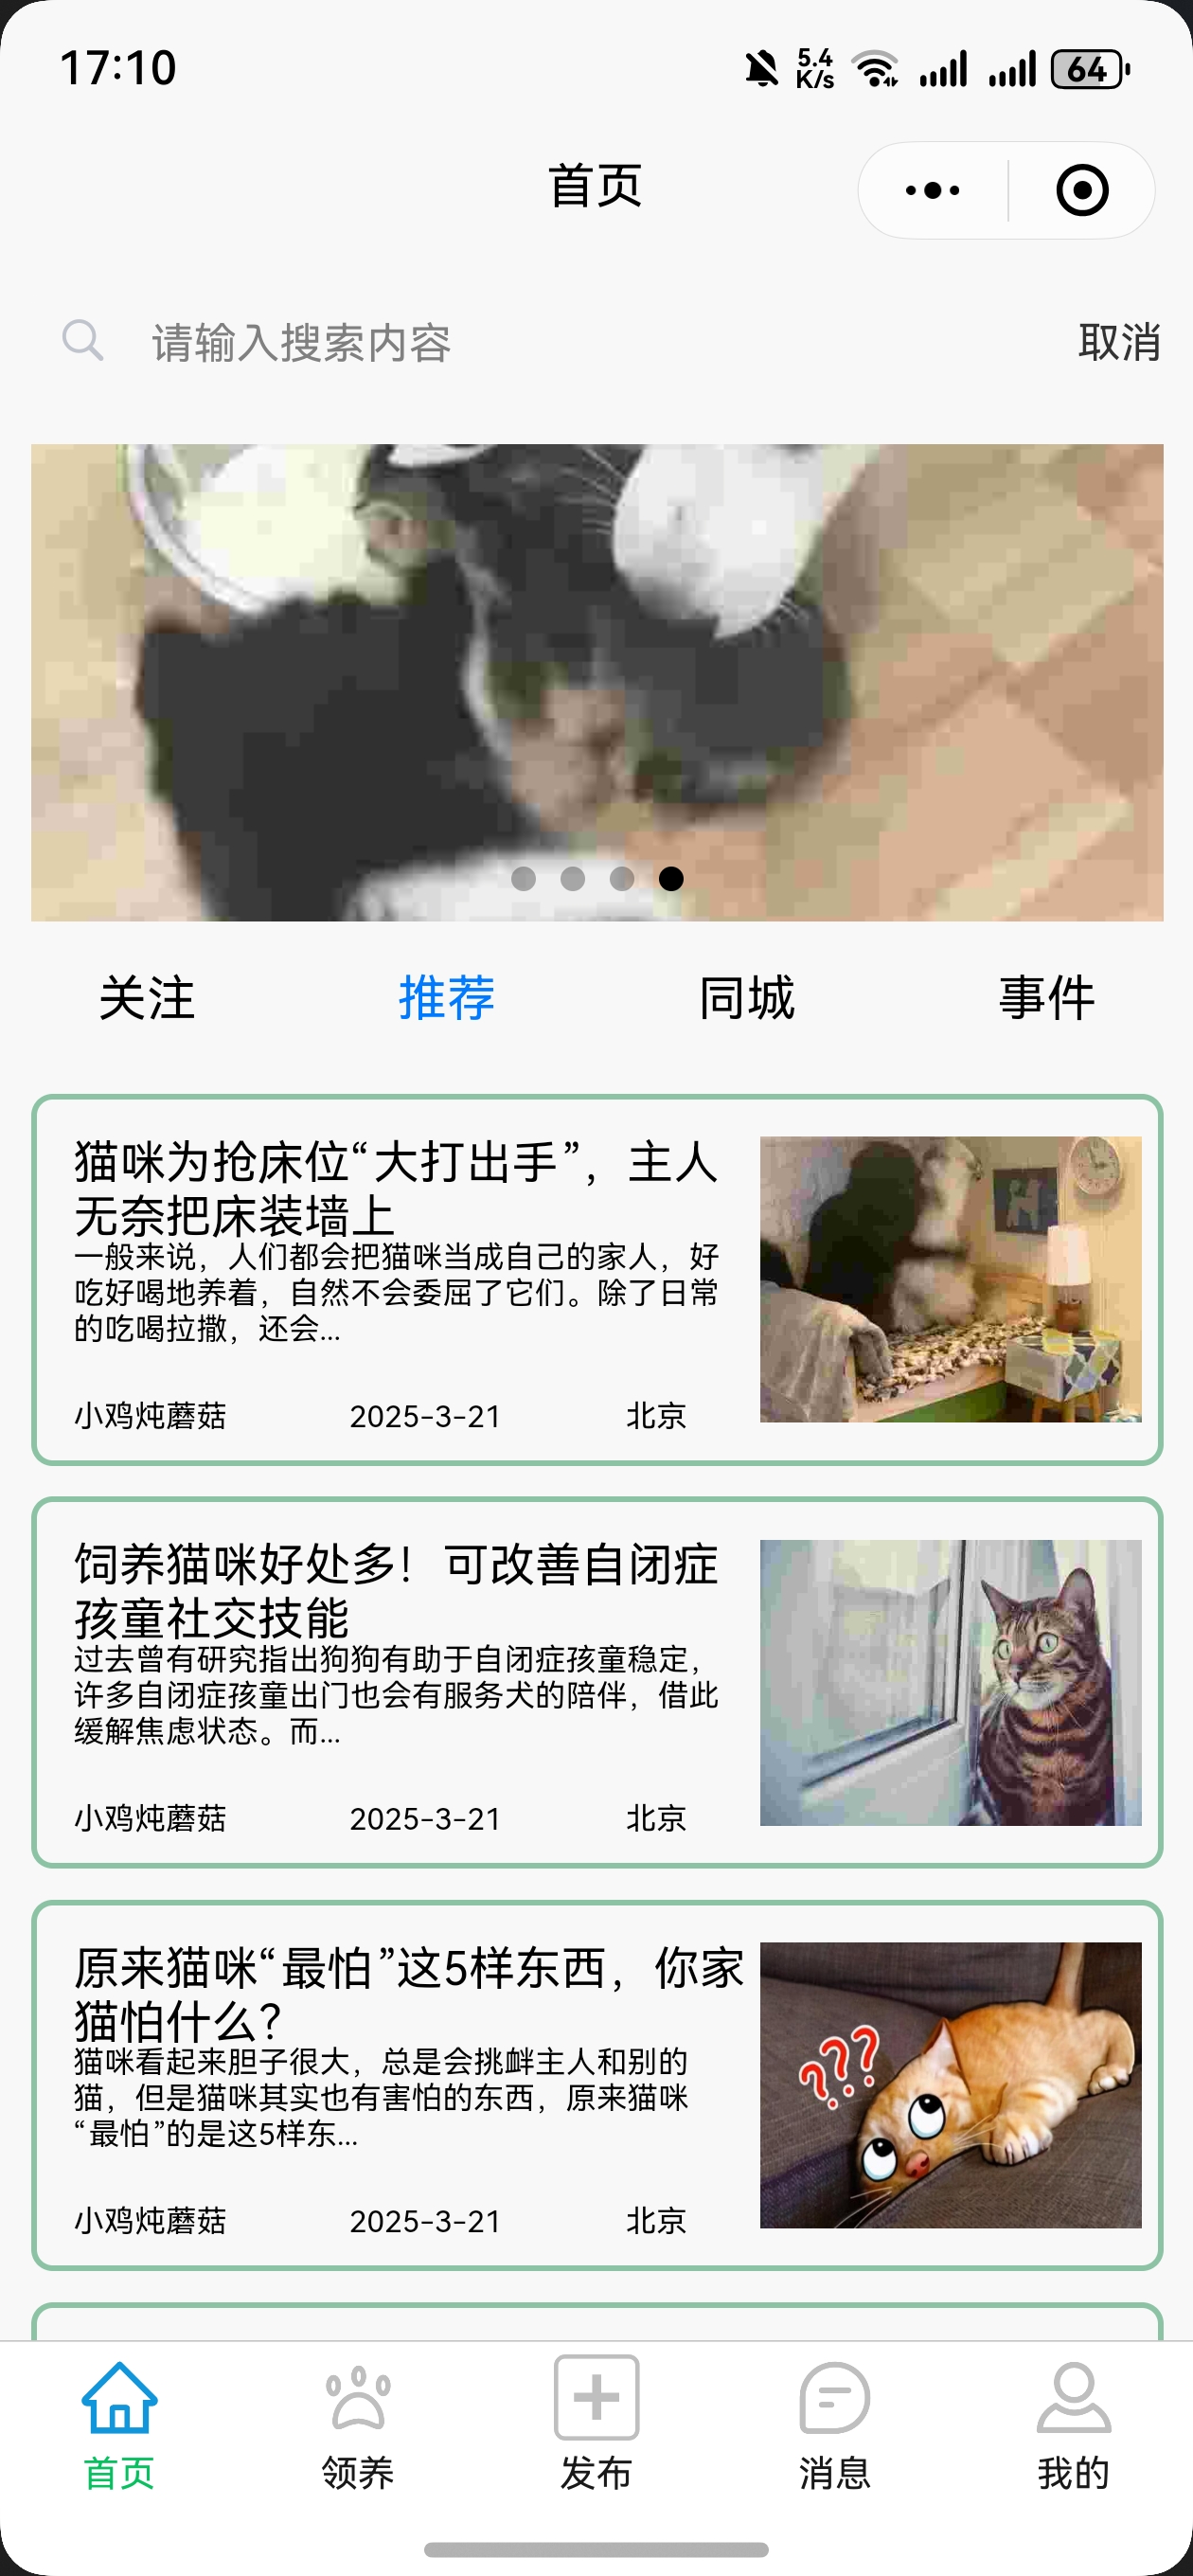 17:10
5.4
K/s
64
首页
请输入搜索内容
取消
关注
推荐
同城
事件
猫咪为抢床位“大打出手”，主人
无奈把床装墙上
一般来说，人们都会把猫咪当成自己的家人，好
吃好喝地养着，自然不会委屈了它们。除了日常
的吃喝拉撒，还会...
小鸡炖蘑菇 2025-3-21 北京
饲养猫咪好处多！可改善自闭症
孩童社交技能
过去曾有研究指出狗狗有助于自闭症孩童稳定，
许多自闭症孩童出门也会有服务犬的陪伴，借此
缓解焦虑状态。而...
小鸡炖蘑菇 2025-3-21 北京
原来猫咪“最怕”这5样东西，你家
猫怕什么？
猫咪看起来胆子很大，总是会挑衅主人和别的
猫，但是猫咪其实也有害怕的东西，原来猫咪
“最怕”的是这5样东...
???
小鸡炖蘑菇 2025-3-21 北京
首页
领养
发布
消息
我的